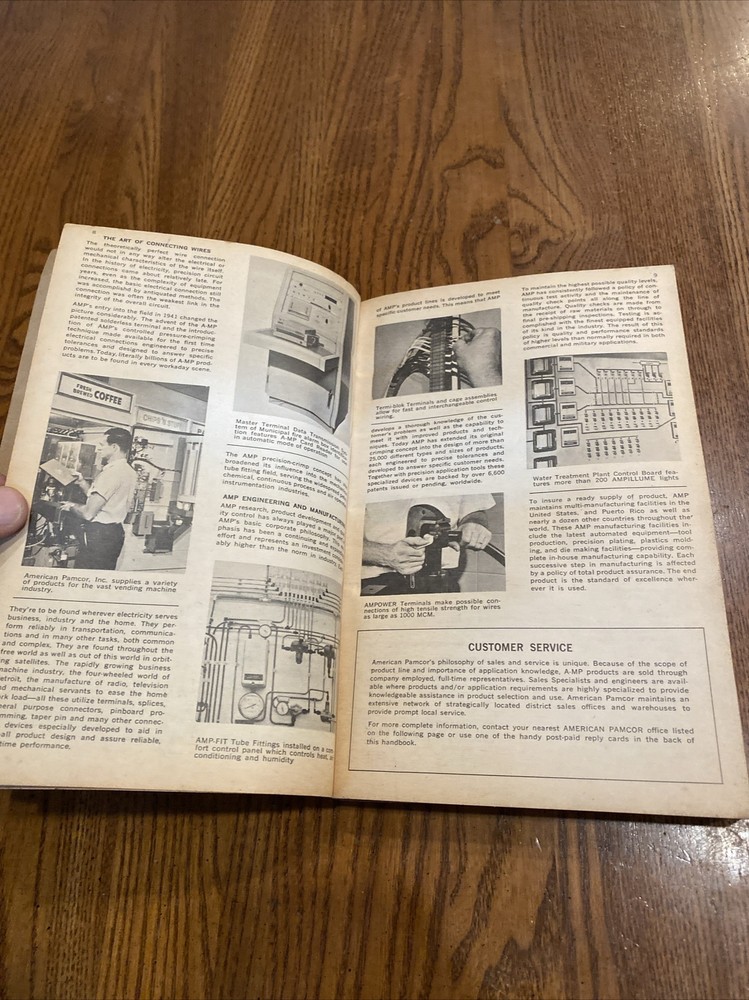 8
THE ART OF CONNECTING WIRES
The theoretically perfect wire connection
would not in any way alter the electrical or
mechanical characteristics of the wire itself.
In the history of electricity, precision circuit
connections came about relatively late. For
years, even as the complexity of equipment
increased, the basic electrical connection still
was accomplished by antiquated methods. The
connection was often the weakest link in the
integrity of the overall circuit.
AMP's entry into the field in 1941 changed the
picture considerably. The advent of the A-MP
patented solderless terminal and the introduc-
tion of AMP's controlled pressure-crimping
technique made available for the first time
electrical connections engineered to precise
tolerances and designed to answer specific
problems. Today, literally billions of A-MP prod-
ucts are to be found in every workaday scene.
FRESH
BREWED COFFEE
CHIPS
American Pamcor, Inc. supplies a variety
of products for the vast vending machine
industry.
They're to be found wherever electricity serves
business, industry and the home. They per-
form reliably in transportation, communica-
tions and in many other tasks, both common
and complex. They are found throughout the
free world as well as out of this world in orbit-
ing satellites. The rapidly growing business
machine industry, the four-wheeled world of
etroit, the manufacture of radio, television
nd mechanical servants to ease the home
rk load—all these utilize terminals, splices,
neral purpose connectors, pinboard pro-
mming, taper pin and many other connec-
devices especially developed to aid in
all product design and assure reliable,
time performance.
Master Terminal Data
tem of Municipal fire alarm
tion features A-MP Card Reader
in automatic mode of operation.
The AMP precision-crimp concept has
broadened its influence into the
tube fitting field, serving the widespread
chemical, continuous process and air
instrumentation industries.
AMP ENGINEERING AND MANUFACTURING
AMP research, product development and
ity control has always played a major
AMP's basic corporate philosophy.
phasis has been a continuing and
effort and represents an investment
ably higher than the norm in industry
AMP-FIT Tube Fittings installed on a com-
fort control panel which controls heat, air
conditioning and humidity
9
of AMP's product lines is developed to meet
specific customer needs. This means that AMP
Termi-blok Terminals and cage assemblies
allow for fast and interchangeable control
wiring.
develops a thorough knowledge of the cus-
tomer's problem as well as the capability to
meet it with improved products and tech-
niques. Today AMP has extended its original
crimping concept into the design of more than
25,000 different types and sizes of products,
each engineered to precise tolerances and
developed to answer specific customer needs.
Together with precision application tools these
specialized devices are backed by over 6,600
patents issued or pending, worldwide.
AMPOWER Terminals make possible con-
nections of high tensile strength for wires
as large as 1000 MCM.
To maintain the highest possible quality levels,
AMP has consistently followed a policy of con-
tinuous test activity and the maintenance of
quality check points all along the line of
manufacture. Quality checks are made from
the receipt of raw materials on through to
final pre-shipping inspections. Testing is ac-
complished with the finest equipped facilities
of its kind in the industry. The result of this
policy is quality and performance standards
of higher levels than normally required in both
commercial and military applications.
Water Treatment Plant Control Board fea-
tures more than 200 AMPILLUME lights
To insure a ready supply of product, AMP
maintains multi-manufacturing facilities in the
United States, and Puerto Rico as well as
nearly a dozen other countries throughout the
world. These AMP manufacturing facilities in-
clude the latest automated equipment—tool
production, precision plating, plastics mold-
ing, and die making facilities—providing com-
plete in-house manufacturing capability. Each
successive step in manufacturing is affected
by a policy of total product assurance. The end
product is the standard of excellence wher-
ever it is used.
CUSTOMER SERVICE
American Pamcor's philosophy of sales and service is unique. Because of the scope of
product line and importance of application knowledge, A-MP products are sold through
company employed, full-time representatives. Sales Specialists and engineers are avail-
able where products and/or application requirements are highly specialized to provide
knowledgeable assistance in product selection and use. American Pamcor maintains an
extensive network of strategically located district sales offices and warehouses to
provide prompt local service.
For more complete information, contact your nearest AMERICAN PAMCOR office listed
on the following page or use one of the handy post-paid reply cards in the back of
this handbook.